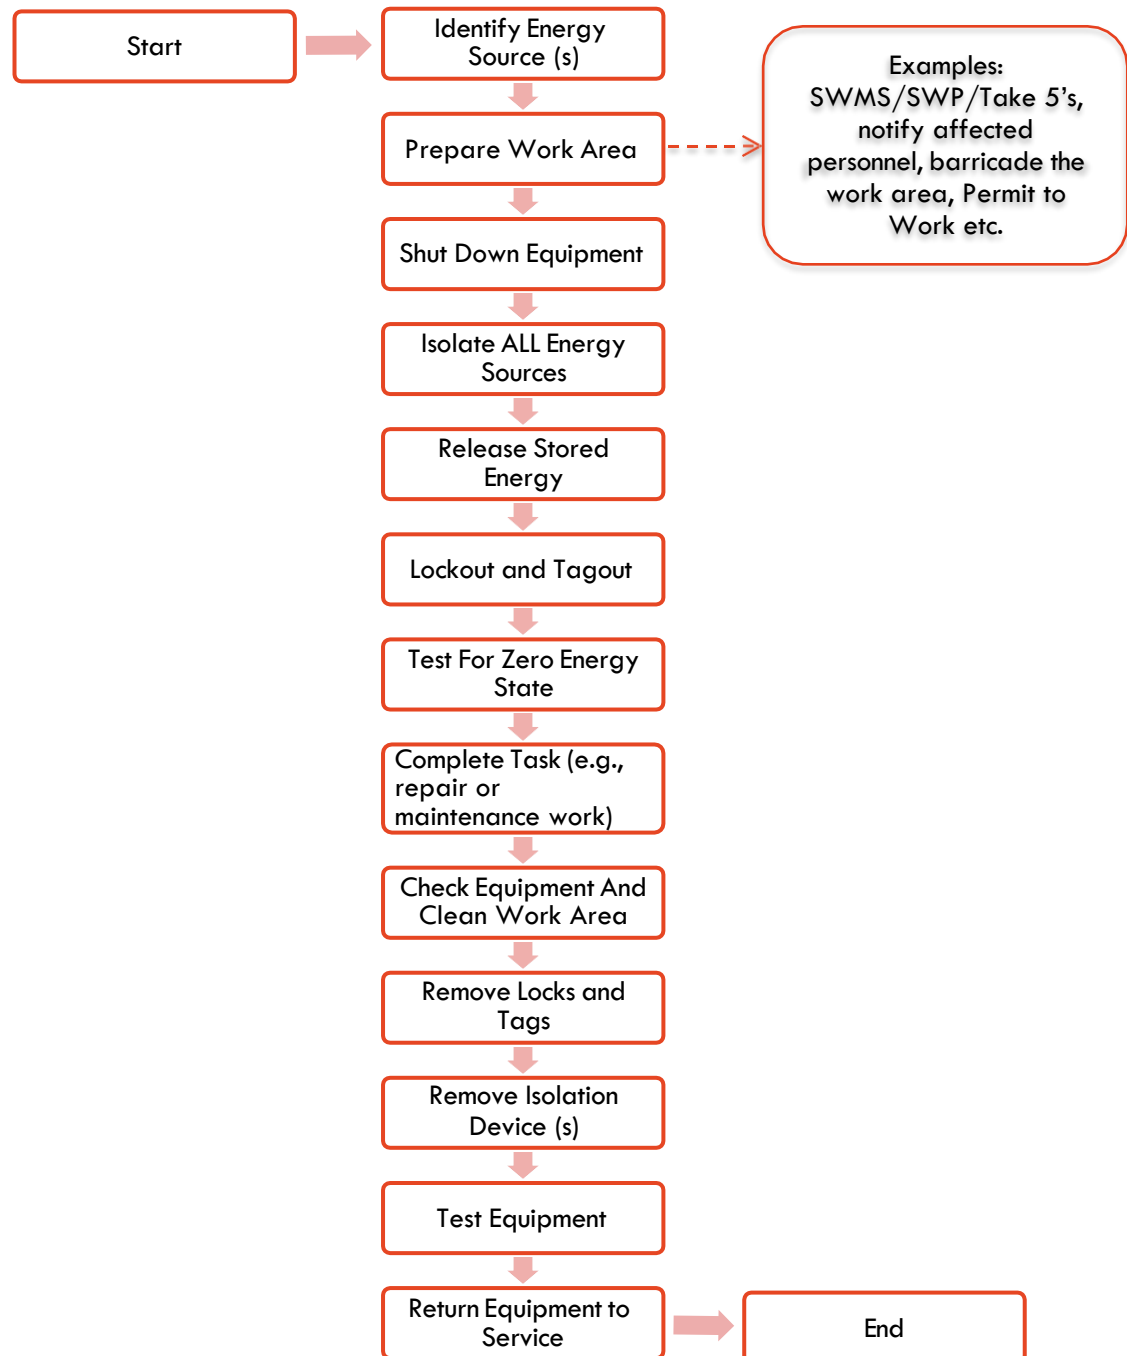 Start
Identify Energy
Source (s)
Prepare Work Area
Examples:
SWMS/SWP/Take 5’s,
notify affected
personnel, barricade the
work area, Permit to
Work etc.
Shut Down Equipment
Isolate ALL Energy
Sources
Release Stored
Energy
Lockout and Tagout
Test For Zero Energy
State
Complete Task (e.g.,
repair or
maintenance work)
Check Equipment And
Clean Work Area
Remove Locks and
Tags
Remove Isolation
Device (s)
Test Equipment
Return Equipment to
Service
End